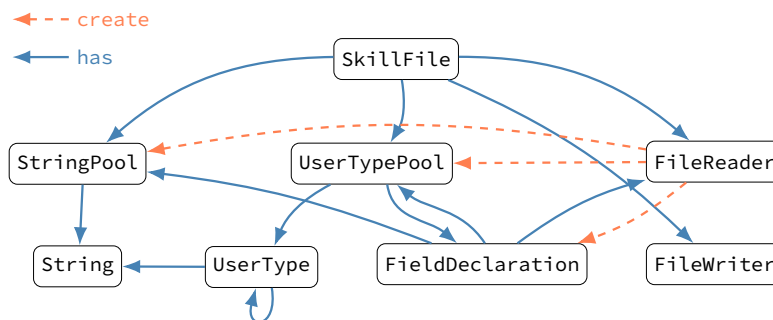 create
has
SkillFile
StringPool
UserTypePool
FileReader
String
UserType
FieldDeclaration
FileWriter